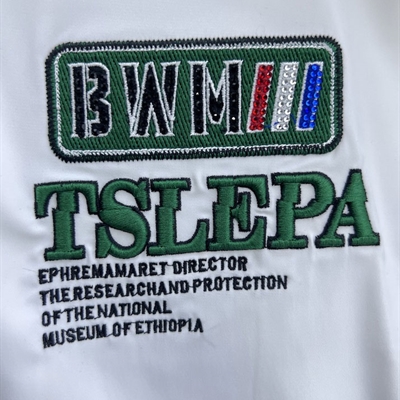 BWM
TSLEPA
EPHREMAMARET DIRECTOR
THE RESEARCHAND PROTECTION
OF THE NATIONAL
MUSEUM OF ETHIOPIA